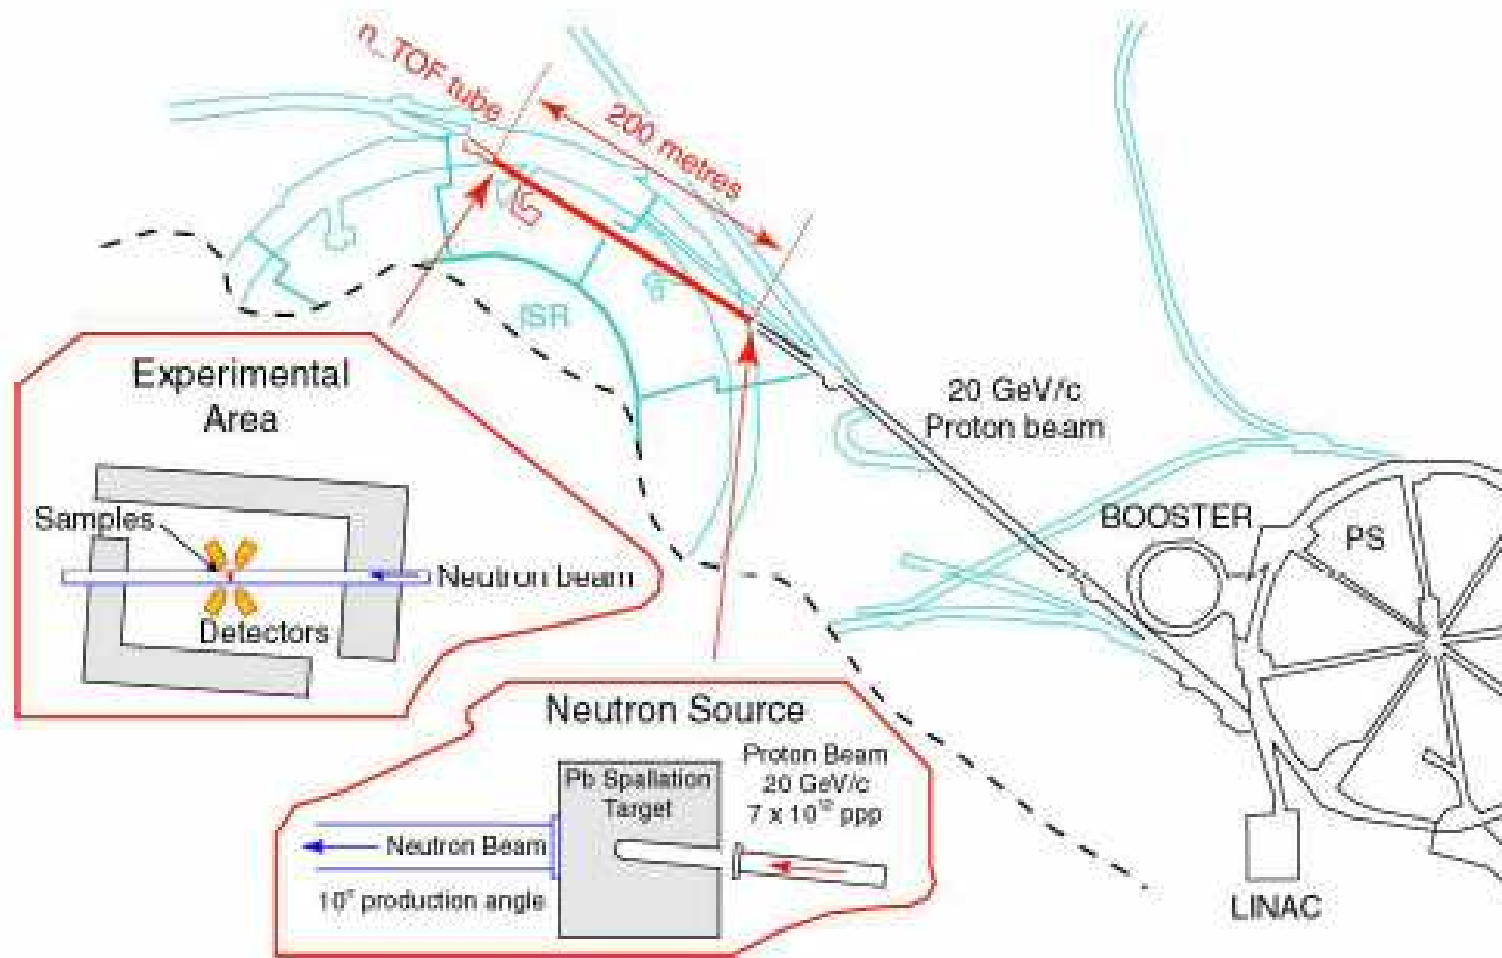 n_TOF tube
200 metres
ISR
Experimental
Area
20 GeV/c
Proton beam
BOOSTER
PS
Samples
Neutron beam
Detectors
Neutron Source
Pb Spallation
Target
Proton Beam
20 GeV/c
7 x 10¹² ppp
Neutron Beam
10° production angle
LINAC